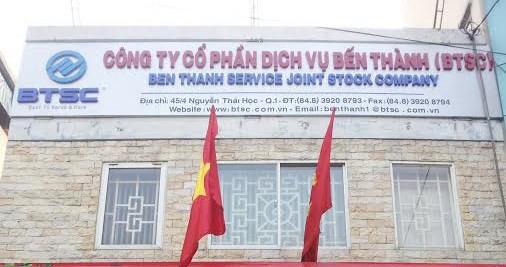 CÔNG TY CỔ PHẦN DỊCH VỤ BẾN THÀNH (BTSC)
BEN THANH SERVICE JOINT STOCK COMPANY
BTSC
Địa chỉ: 45/4 Nguyễn Thái Học - Q.1 - ĐT:(84.8) 3920 8793 - Fax:(84.8) 3920 8794
Website : www.btsc.com.vn - Email : benthanh1@btsc.com.vn